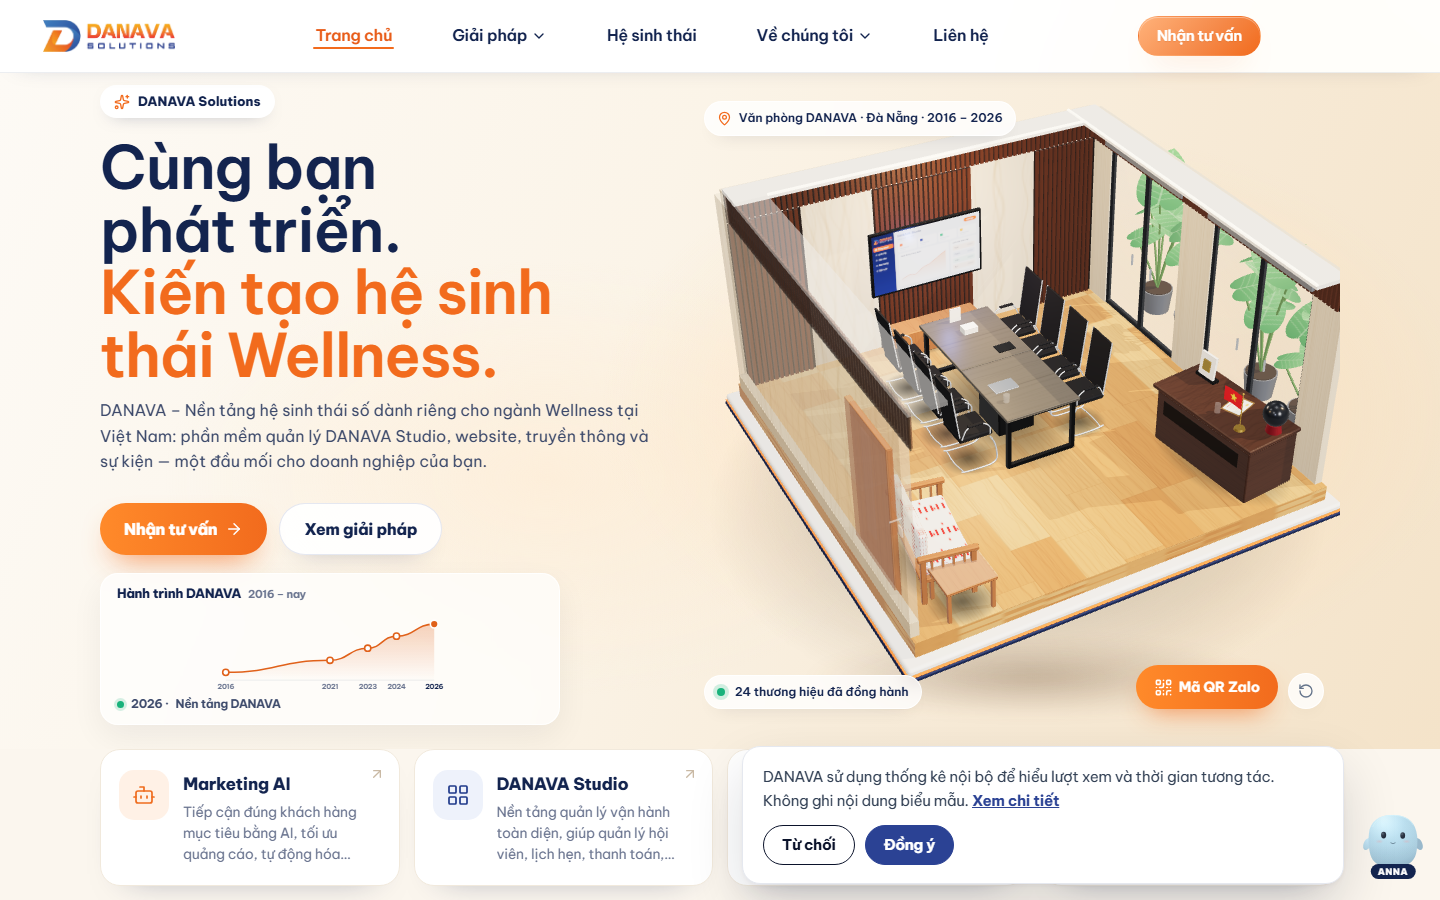 DANAVA
SOLUTIONS
Trang chủ
Giải pháp
Hệ sinh thái
Về chúng tôi
Liên hệ
Nhận tư vấn
DANAVA Solutions
Cùng bạn
phát triển.
Kiến tạo hệ sinh
thái Wellness.
DANAVA – Nền tảng hệ sinh thái số dành riêng cho ngành Wellness tại
Việt Nam: phần mềm quản lý DANAVA Studio, website, truyền thông và
sự kiện — một đầu mối cho doanh nghiệp của bạn.
Nhận tư vấn
Xem giải pháp
Hành trình DANAVA 2016 – nay
2016 2021 2023 2024 2026
2026 · Nền tảng DANAVA
Văn phòng DANAVA · Đà Nẵng · 2016 – 2026
24 thương hiệu đã đồng hành
Mã QR Zalo
Marketing AI
Tiếp cận đúng khách hàng
mục tiêu bằng AI, tối ưu
quảng cáo, tự động hóa...
DANAVA Studio
Nền tảng quản lý vận hành
toàn diện, giúp quản lý hội
viên, lịch hẹn, thanh toán,...
DANAVA sử dụng thống kê nội bộ để hiểu lượt xem và thời gian tương tác.
Không ghi nội dung biểu mẫu. Xem chi tiết
Từ chối
Đồng ý
ANNA